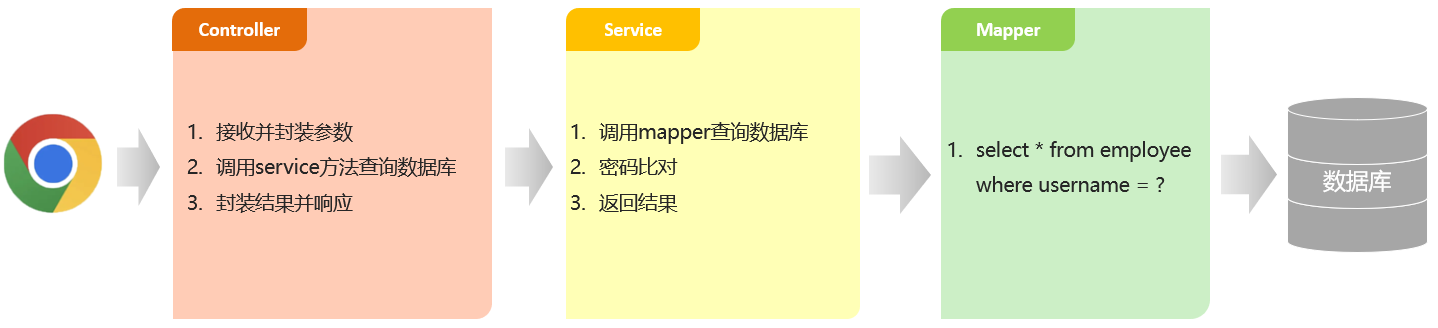 Controller
1. 接收并封装参数
2. 调用service方法查询数据库
3. 封装结果并响应
Service
1. 调用mapper查询数据库
2. 密码比对
3. 返回结果
Mapper
1. select * from employee
where username = ?
数据库